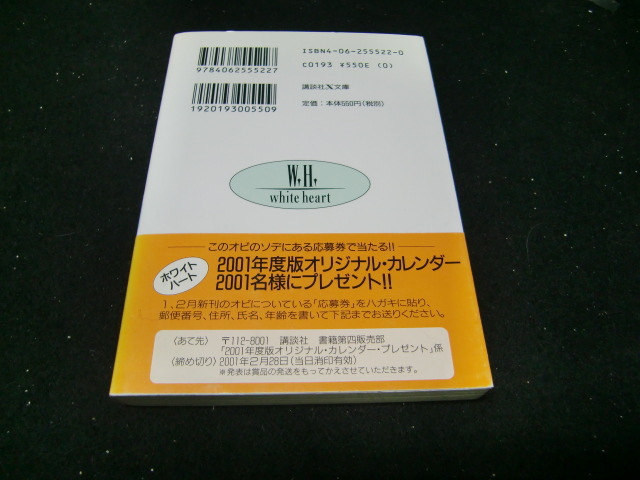 9784062555227
ISBN4-06-255522-0
C0193 ¥550E (0)
1920193005509
講談社X文庫
定価：本体550円(税別)
W.H.
white heart
このオビのソデにある応募券で当たる!!
ホワイト
ハート
2001年度版オリジナル・カレンダー
2001名様にプレゼント!!
1、2月新刊のオビについている「応募券」をハガキに貼り、
郵便番号、住所、氏名、年齢を書いて下記までお送りください。
〈あて先〉 〒112-8001 講談社 書籍第四販売部
「2001年度版オリジナル・カレンダー・プレゼント」係
〈締め切り〉2001年2月28日(当日消印有効)
※発表は賞品の発送をもってかえさせていただきます。